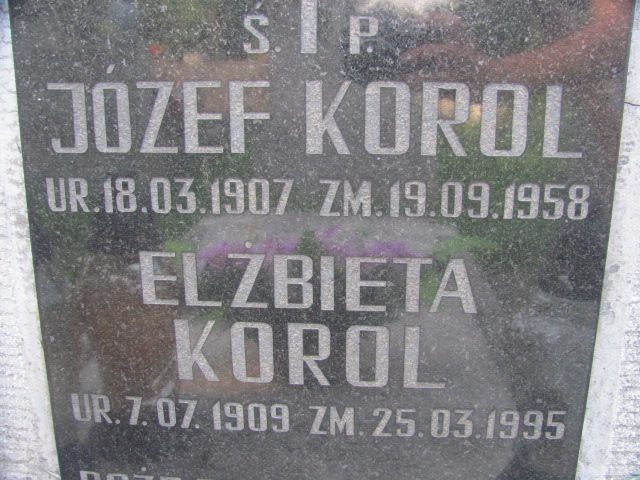 Ś. P.
JÓZEF KOROL
UR.18.03.1907 ZM.19.09.1958
ELŻBIETA
KOROL
UR.7.07.1909 ZM.25.03.1995